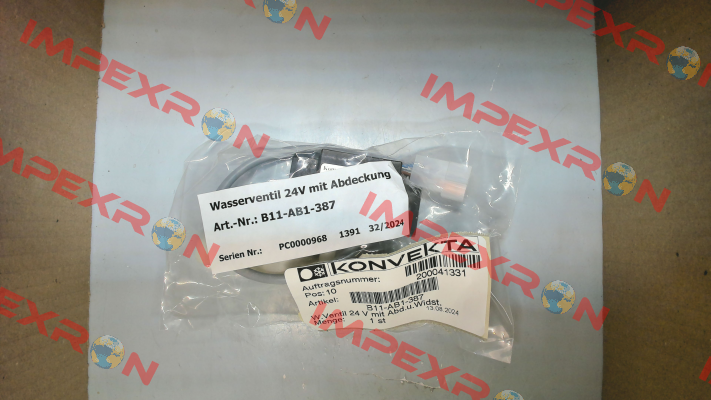 Wasserventil 24V mit Abdeckung
Art.-Nr.: B11-AB1-387
Serien Nr.: PC0000968 1391 32/2024
KONVEKTA
Auftragsnummer: 200041331
Pos: 10
Artikel: B11-AB1-387
W.Ventil 24 V mit Abd.u.Widst.
13.08.2024
Menge: 1 st
IMPEXRON
IMPEXRON
IMPEXRON
IMPEXRON
IMPEXRON
IMPEXRON